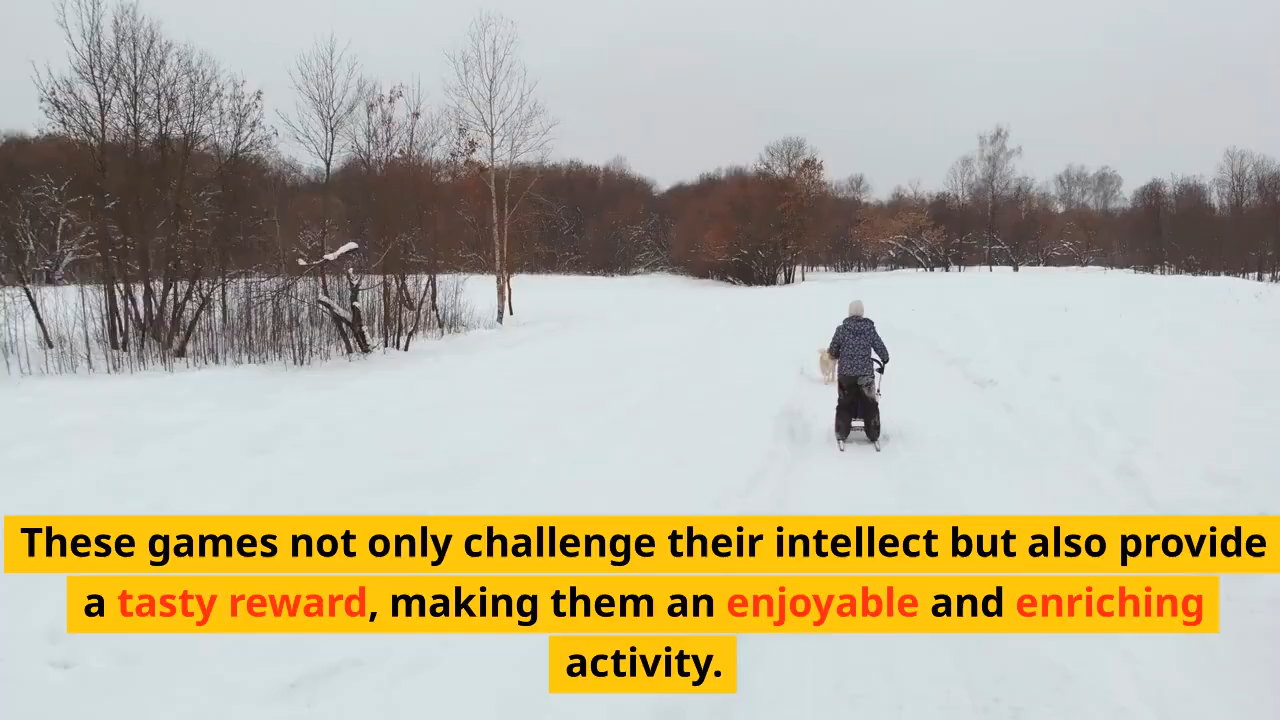 These games not only challenge their intellect but also provide
a tasty reward, making them an enjoyable and enriching
activity.